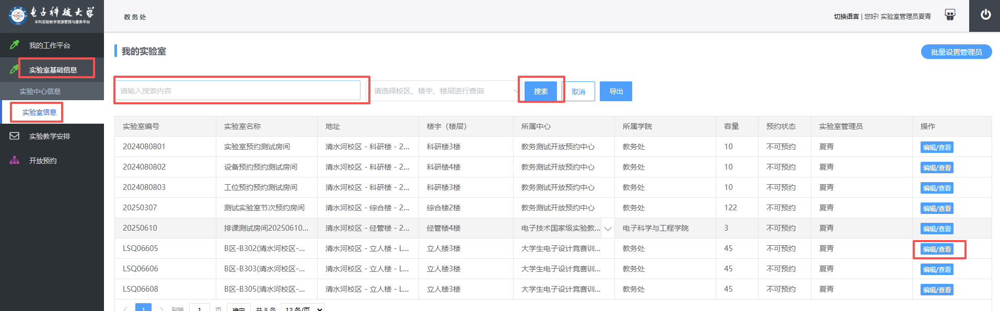 电子科技大学
本科实验教学资源管理与服务平台
教务处
切换语言 | 您好! 实验室管理员夏青
我的工作平台
实验室基础信息
实验中心信息
实验室信息
实验教学安排
开放预约
我的实验室
批量设置管理员
请输入搜索内容
请选择校区、楼宇、楼层进行查询
搜索
取消
导出
实验室编号 实验室名称 地址 楼宇（楼层） 所属中心 所属学院 容量 预约状态 实验室管理员 操作
2024080801 实验室预约测试房间 清水河校区 - 科研楼 - 2... 科研楼3楼 教务测试开放预约中心 教务处 10 不可预约 夏青 编辑/查看
2024080802 设备预约预约测试房间 清水河校区 - 科研楼 - 2... 科研楼4楼 教务测试开放预约中心 教务处 10 不可预约 夏青 编辑/查看
2024080803 工位预约预约测试房间 清水河校区 - 科研楼 - 2... 科研楼3楼 教务测试开放预约中心 教务处 10 不可预约 夏青 编辑/查看
20250307 测试实验室节次预约房间 清水河校区 - 综合楼 - 2... 综合楼2楼 教务测试开放预约中心 教务处 122 不可预约 夏青 编辑/查看
20250610 排课测试房间20250610... 清水河校区 - 经管楼 - 2... 经管楼4楼 电子技术国家级实验教... 电子科学与工程学院 3 不可预约 夏青 编辑/查看
LSQ06605 B区-B302(清水河校区-... 清水河校区 - 立人楼 - L... 立人楼3楼 大学生电子设计竞赛训... 教务处 45 不可预约 夏青 编辑/查看
LSQ06606 B区-B303(清水河校区-... 清水河校区 - 立人楼 - L... 立人楼3楼 大学生电子设计竞赛训... 教务处 45 不可预约 夏青 编辑/查看
LSQ06608 B区-B305(清水河校区-... 清水河校区 - 立人楼 - L... 立人楼3楼 大学生电子设计竞赛训... 教务处 45 不可预约 夏青 编辑/查看
1 到第 1 页 确定 共 8 条 12 条/页